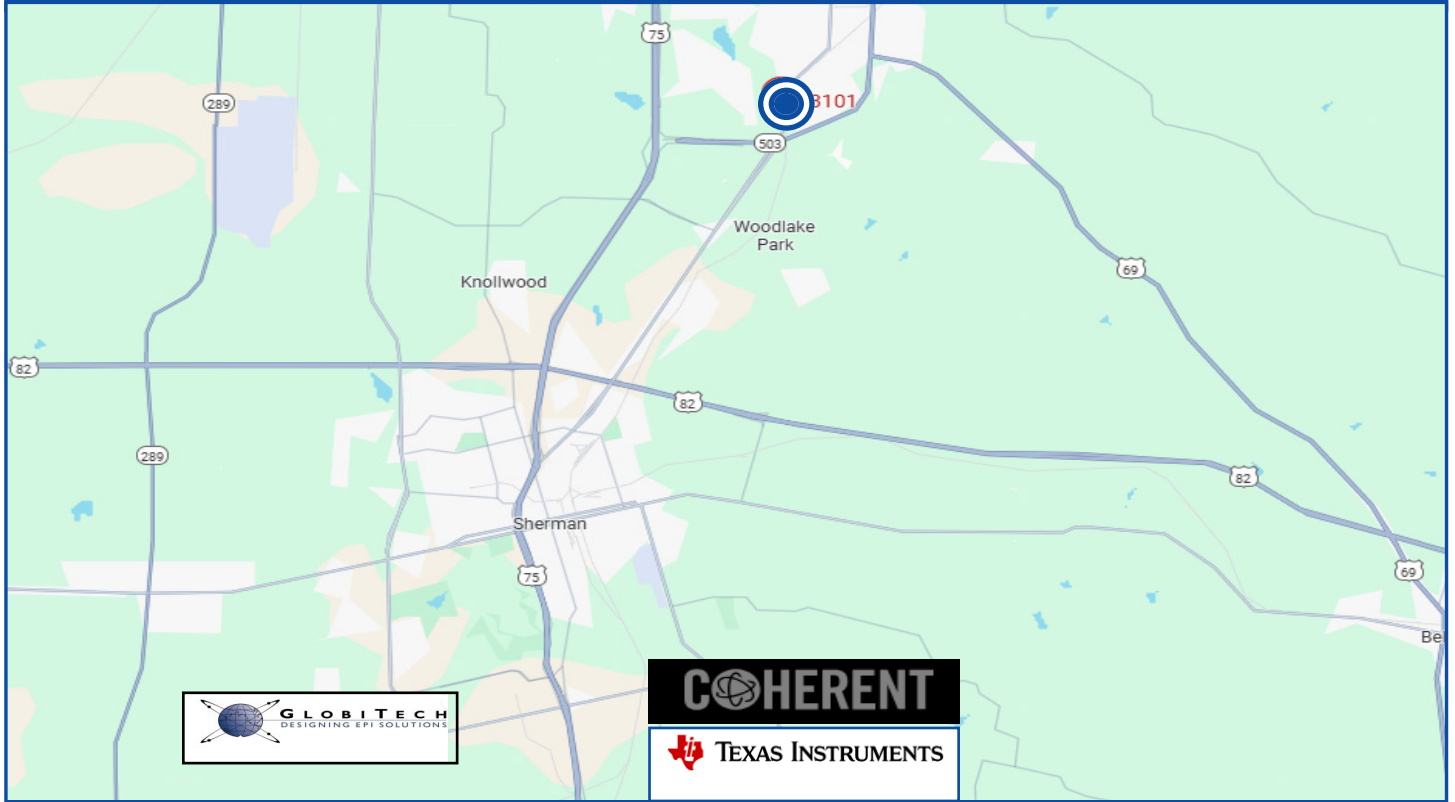 75
289
3101
503
Woodlake
Park
69
Knollwood
82
82
289
82
Sherman
75
69
Be
COHERENT
GLOBITECH
DESIGNING EPI SOLUTIONS
TEXAS INSTRUMENTS